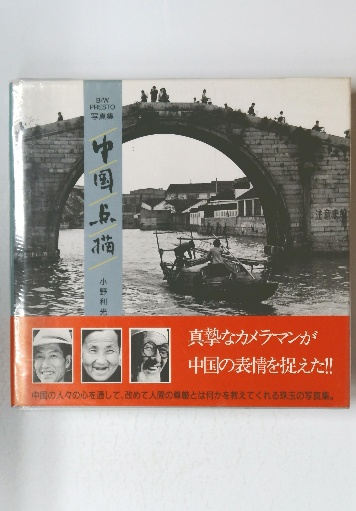 B/W
PRESTO
写真集
中国点描
小野利光
真摯なカメラマンが
中国の表情を捉えた!!
中国の人々の心を通して、改めて人間の尊厳とは何かを教えてくれる珠玉の写真集。